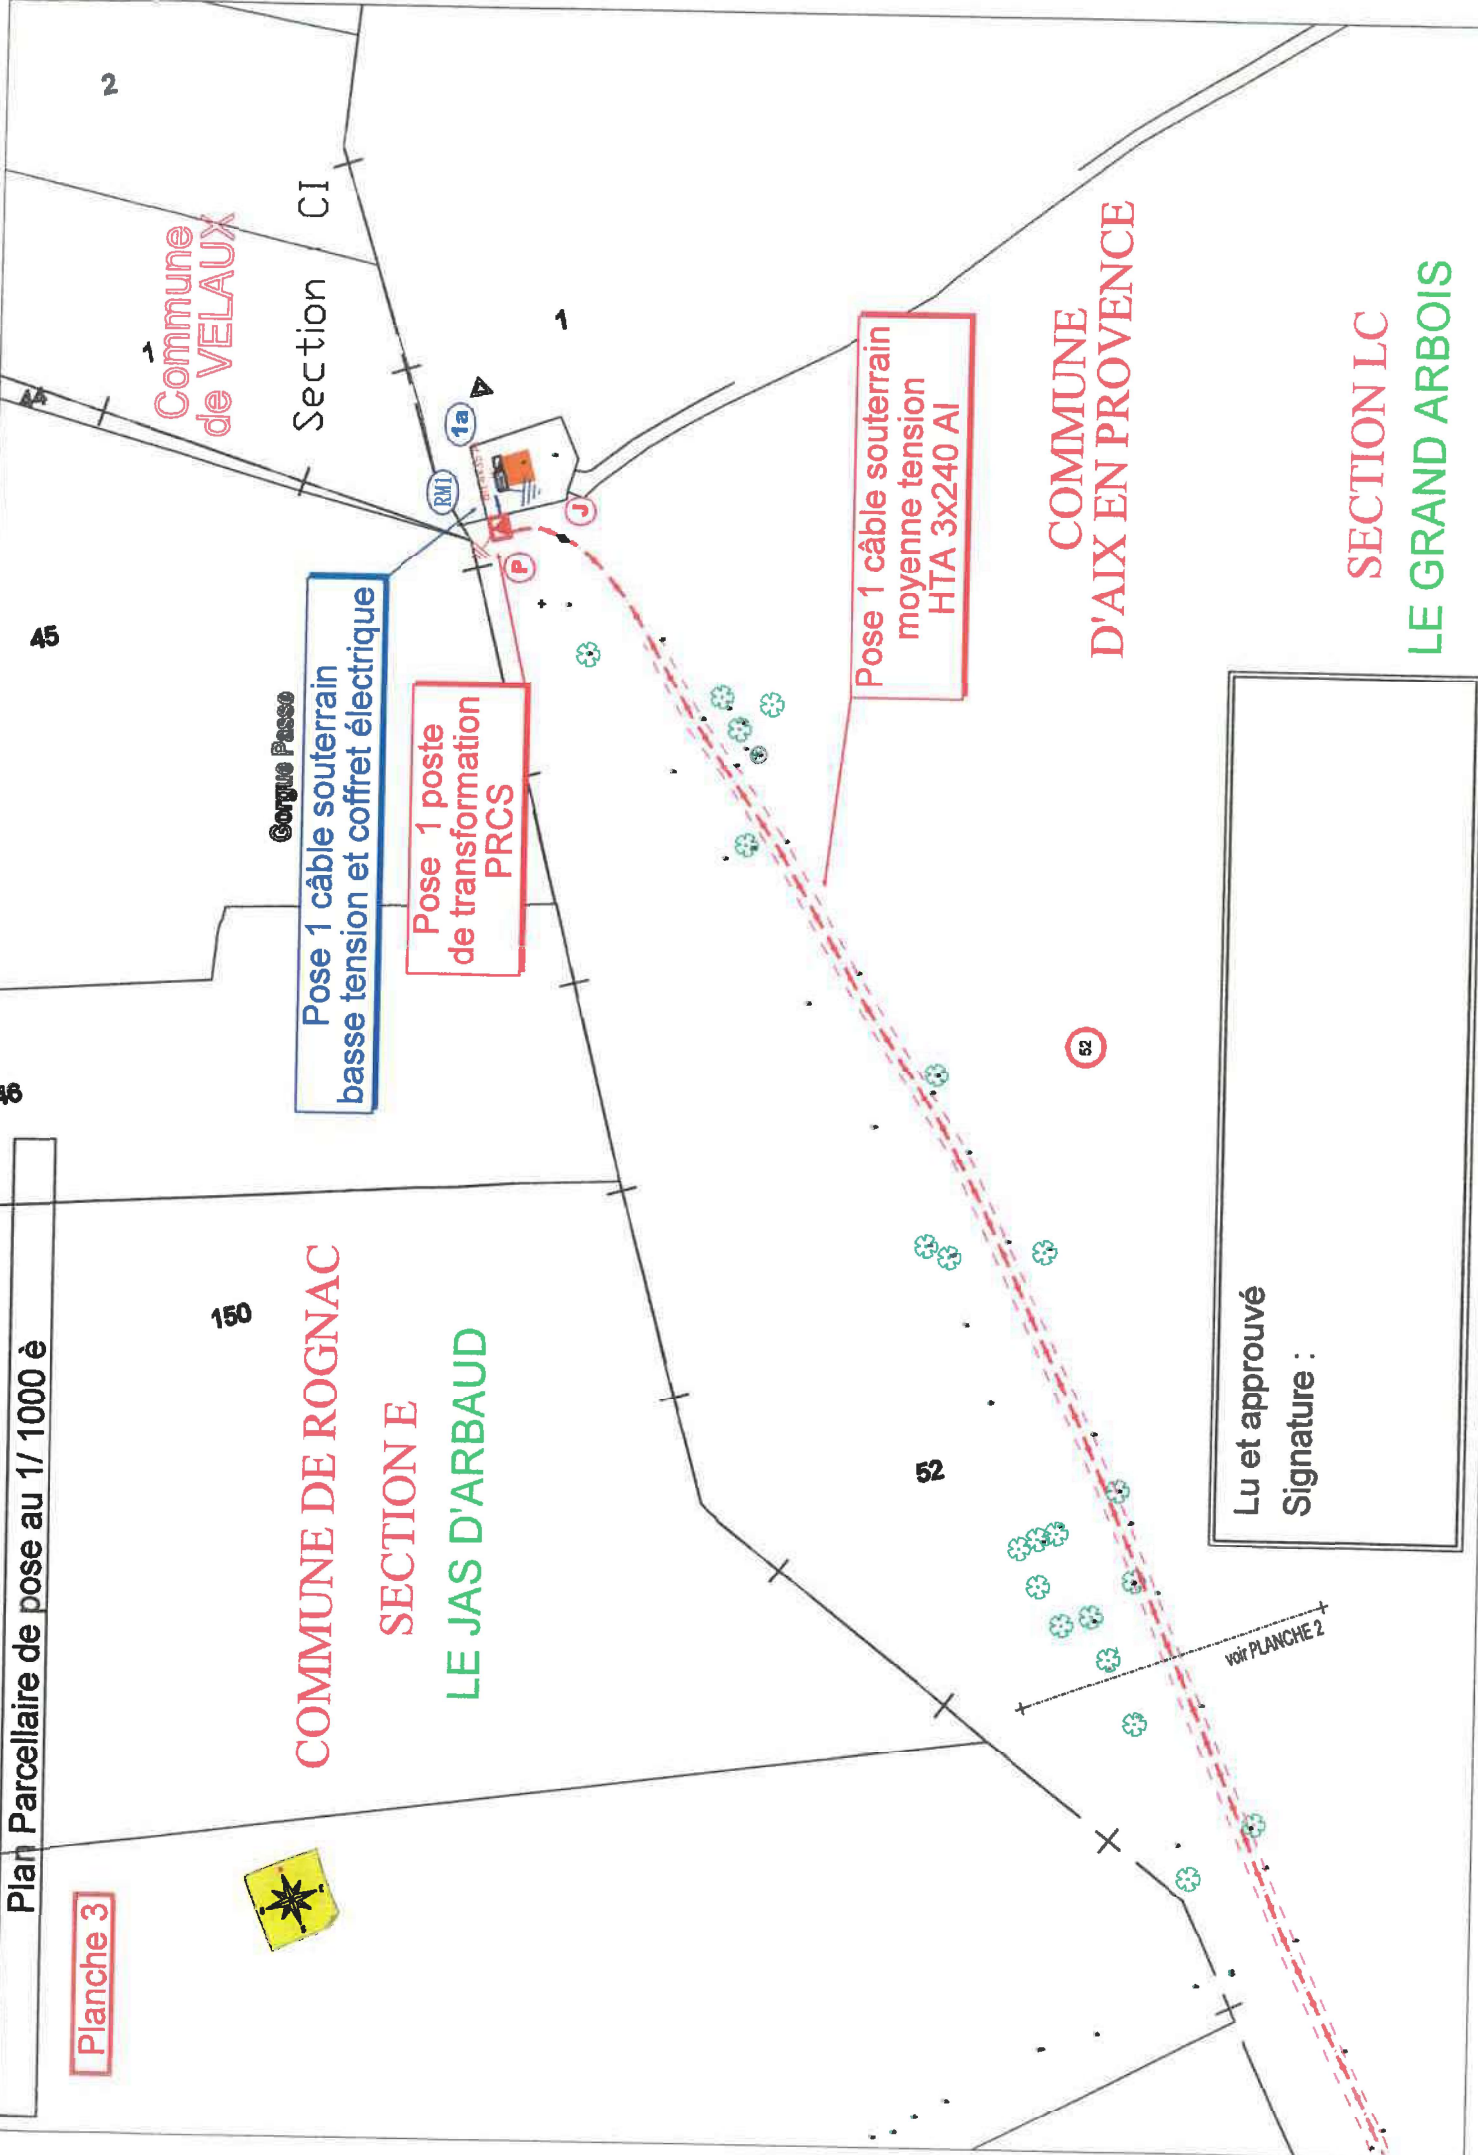 Plan Parcellaire de pose au 1/ 1000 è
Planche 3
46
45
44
1
2
Commune
de VELAUX
Section CI
Gorgue Passe
Pose 1 câble souterrain
basse tension et coffret électrique
Pose 1 poste
de transformation
PRCS
RM1
1a
P
J
1
150
COMMUNE DE ROGNAC
SECTION E
LE JAS D'ARBAUD
Pose 1 câble souterrain
moyenne tension
HTA 3x240 Al
52
52
COMMUNE
D'AIX EN PROVENCE
SECTION LC
LE GRAND ARBOIS
voir PLANCHE 2
Lu et approuvé
Signature :